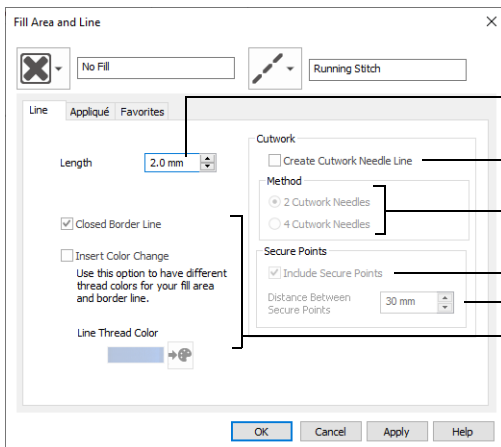 Fill Area and Line
No Fill
Running Stitch
Line
Appliqué
Favorites
Length
2.0 mm
Closed Border Line
Insert Color Change
Use this option to have different
thread colors for your fill area
and border line.
Line Thread Color
Cutwork
Create Cutwork Needle Line
Method
2 Cutwork Needles
4 Cutwork Needles
Secure Points
Include Secure Points
Distance Between
Secure Points
30 mm
OK
Cancel
Apply
Help